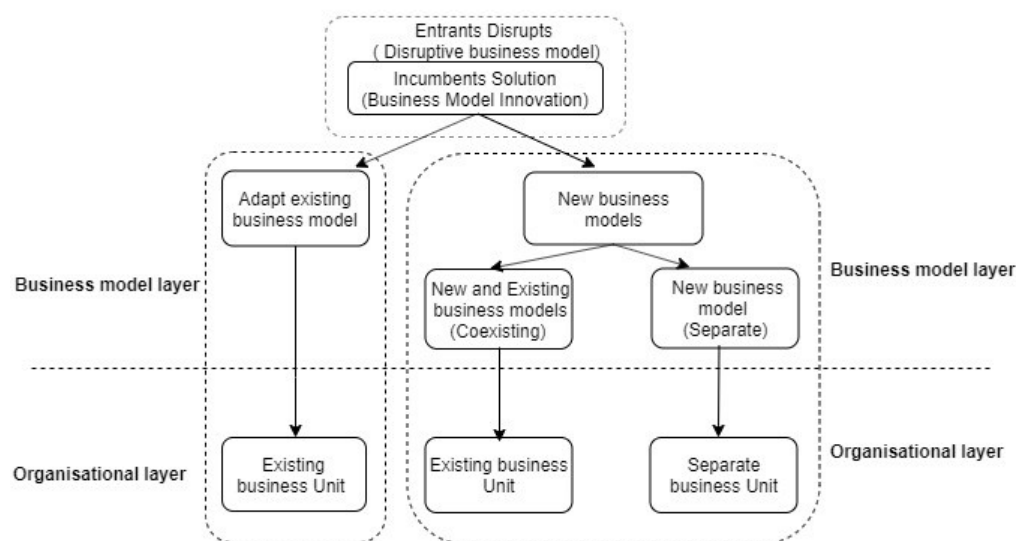 Entrants Disrupts
( Disruptive business model)
Incumbents Solution
(Business Model Innovation)
Adapt existing
business model
New business
models
Business model layer
Business model layer
New and Existing
business models
(Coexisting)
New business
model
(Separate)
Organisational layer
Existing
business Unit
Existing business
Unit
Separate
business Unit
Organisational layer